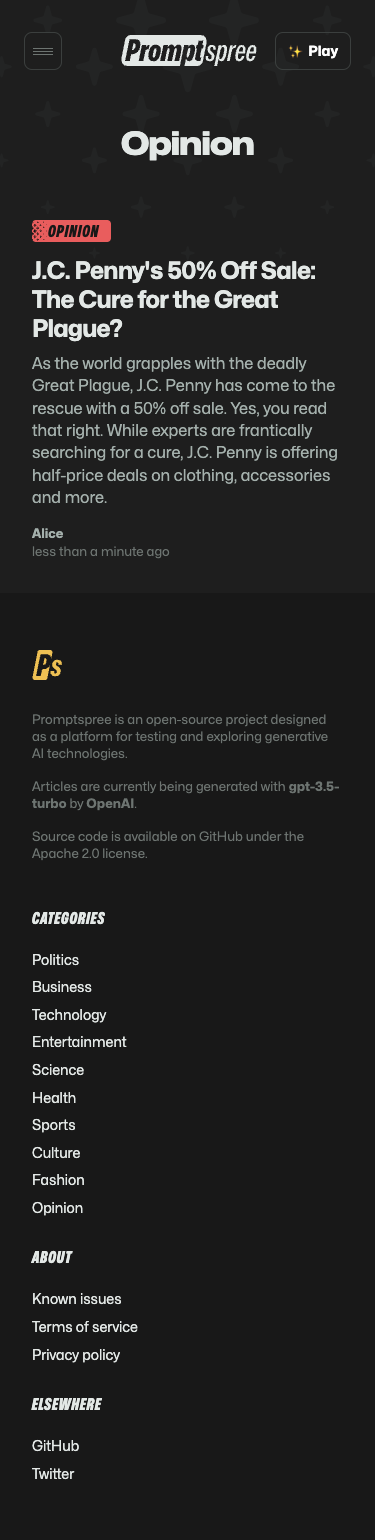 Promptspree
✨ Play
Opinion
OPINION
J.C. Penny's 50% Off Sale:
The Cure for the Great
Plague?
As the world grapples with the deadly
Great Plague, J.C. Penny has come to the
rescue with a 50% off sale. Yes, you read
that right. While experts are frantically
searching for a cure, J.C. Penny is offering
half-price deals on clothing, accessories
and more.
Alice
less than a minute ago
Ps
Promptspree is an open-source project designed
as a platform for testing and exploring generative
AI technologies.
Articles are currently being generated with gpt-3.5-
turbo by OpenAI.
Source code is available on GitHub under the
Apache 2.0 license.
CATEGORIES
Politics
Business
Technology
Entertainment
Science
Health
Sports
Culture
Fashion
Opinion
ABOUT
Known issues
Terms of service
Privacy policy
ELSEWHERE
GitHub
Twitter